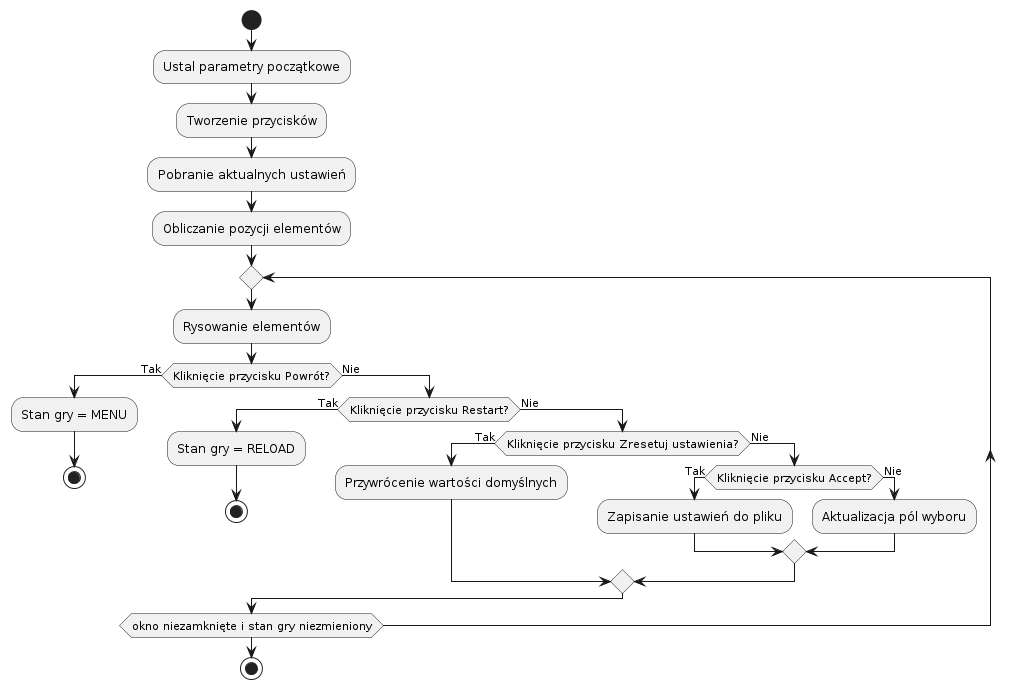 Ustal parametry początkowe
Tworzenie przycisków
Pobranie aktualnych ustawień
Obliczanie pozycji elementów
Rysowanie elementów
Tak
Kliknięcie przycisku Powrót?
Nie
Stan gry = MENU
Tak
Kliknięcie przycisku Restart?
Nie
Stan gry = RELOAD
Tak
Kliknięcie przycisku Zresetuj ustawienia?
Nie
Przywrócenie wartości domyślnych
Tak
Kliknięcie przycisku Accept?
Nie
Zapisanie ustawień do pliku
Aktualizacja pól wyboru
okno niezamknięte i stan gry niezmieniony